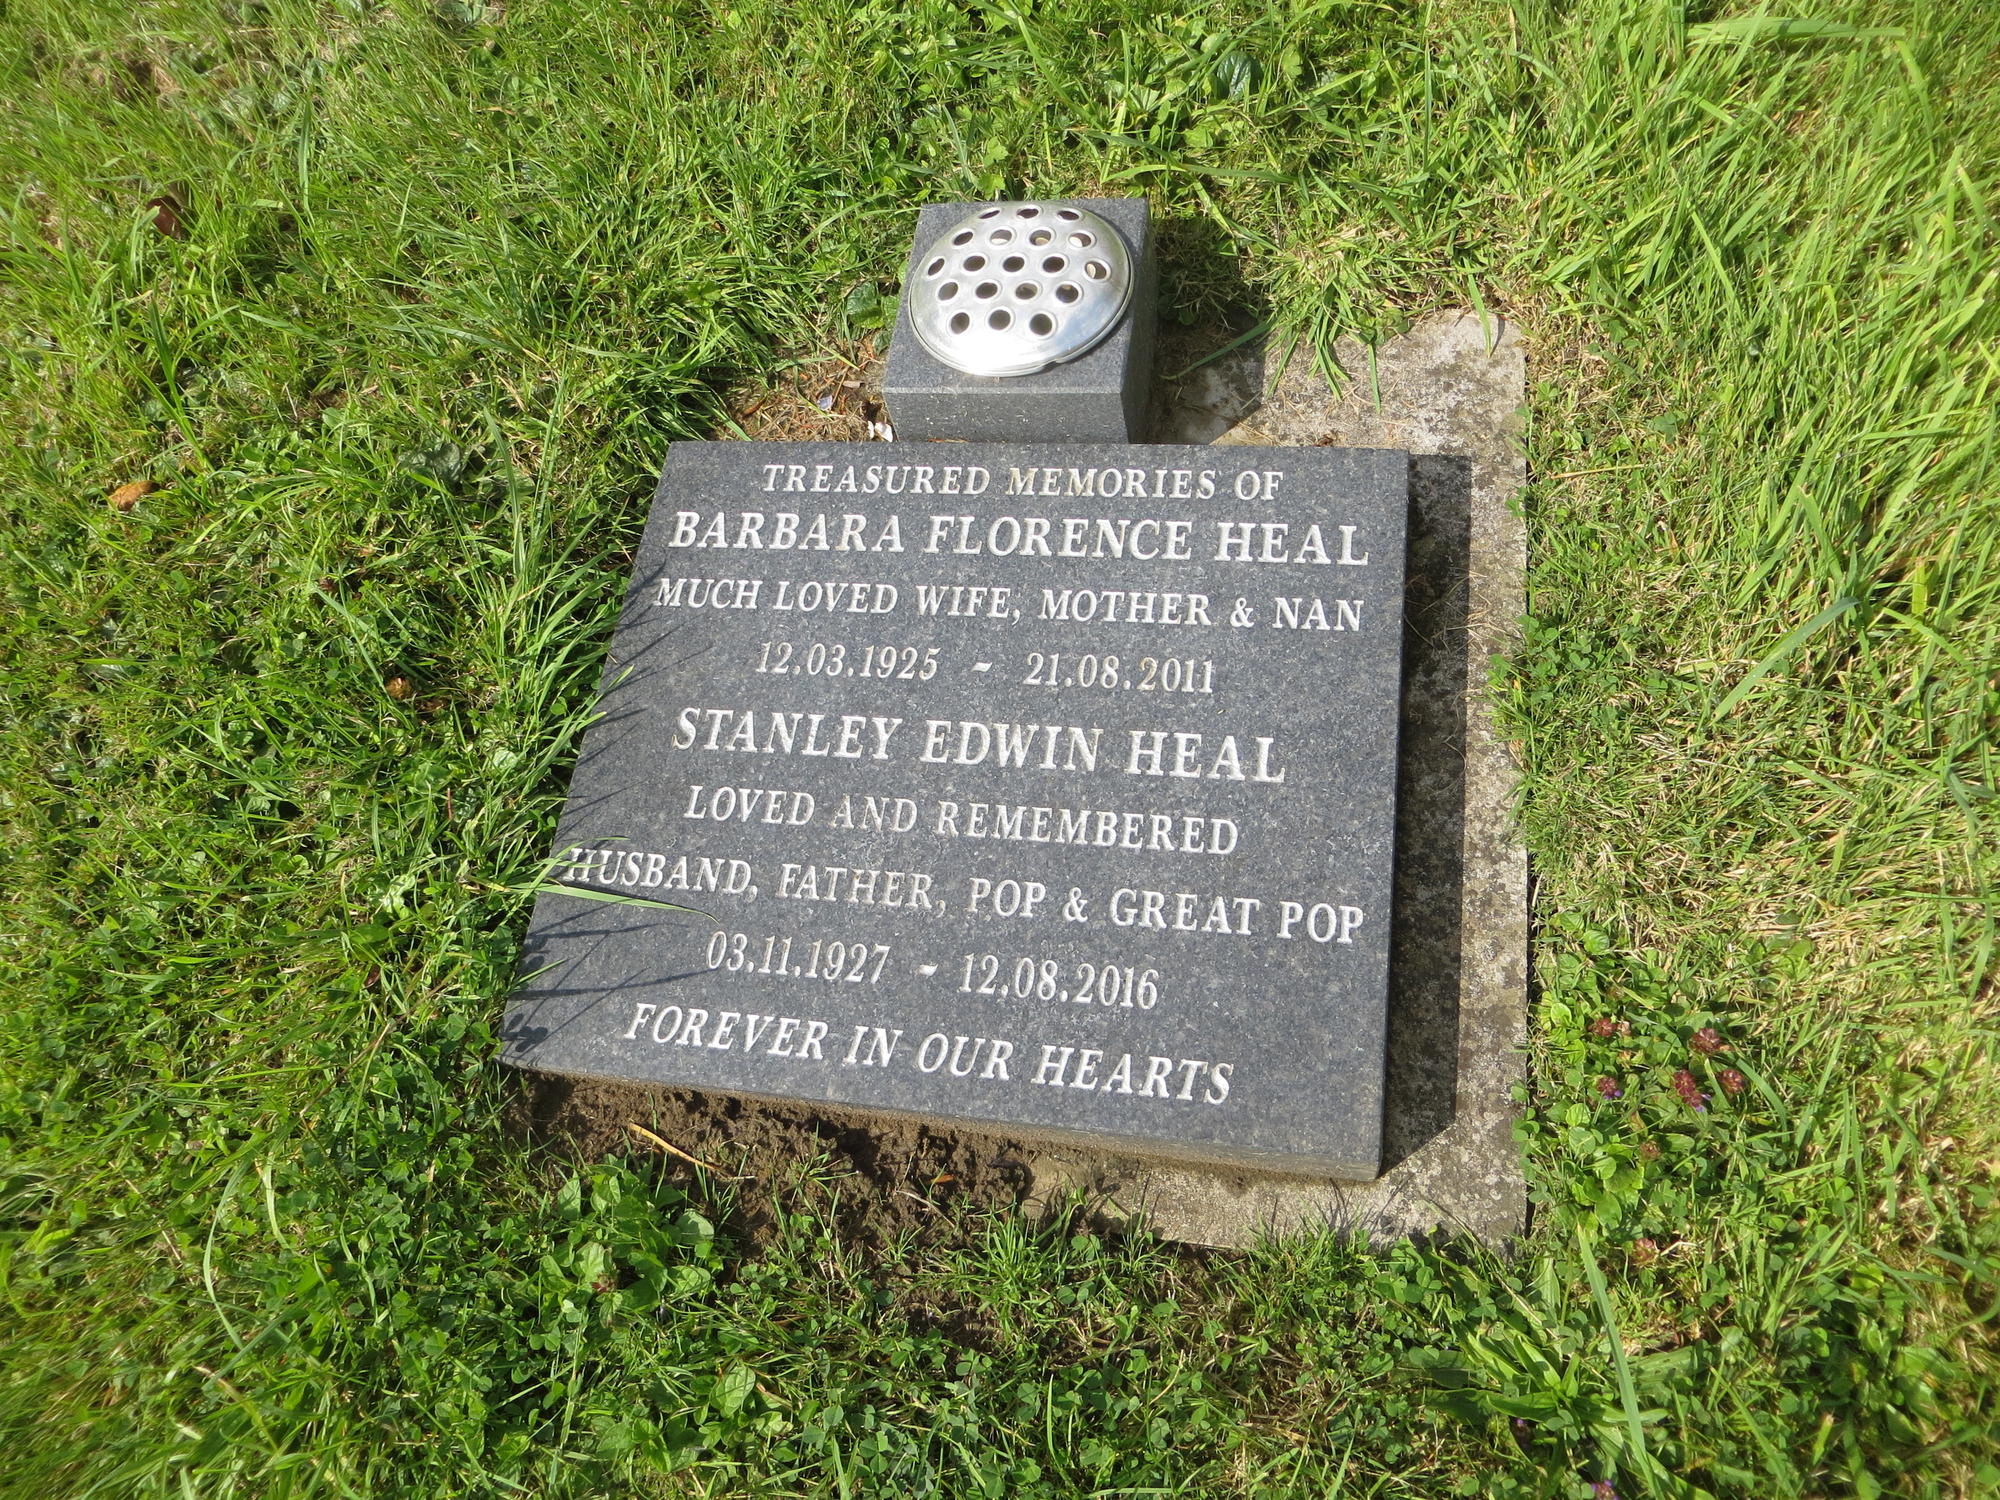 TREASURED MEMORIES OF
BARBARA FLORENCE HEAL
MUCH LOVED WIFE, MOTHER & NAN
12.03.1925 - 21.08.2011
STANLEY EDWIN HEAL
LOVED AND REMEMBERED
HUSBAND, FATHER, POP & GREAT POP
03.11.1927 - 12.08.2016
FOREVER IN OUR HEARTS